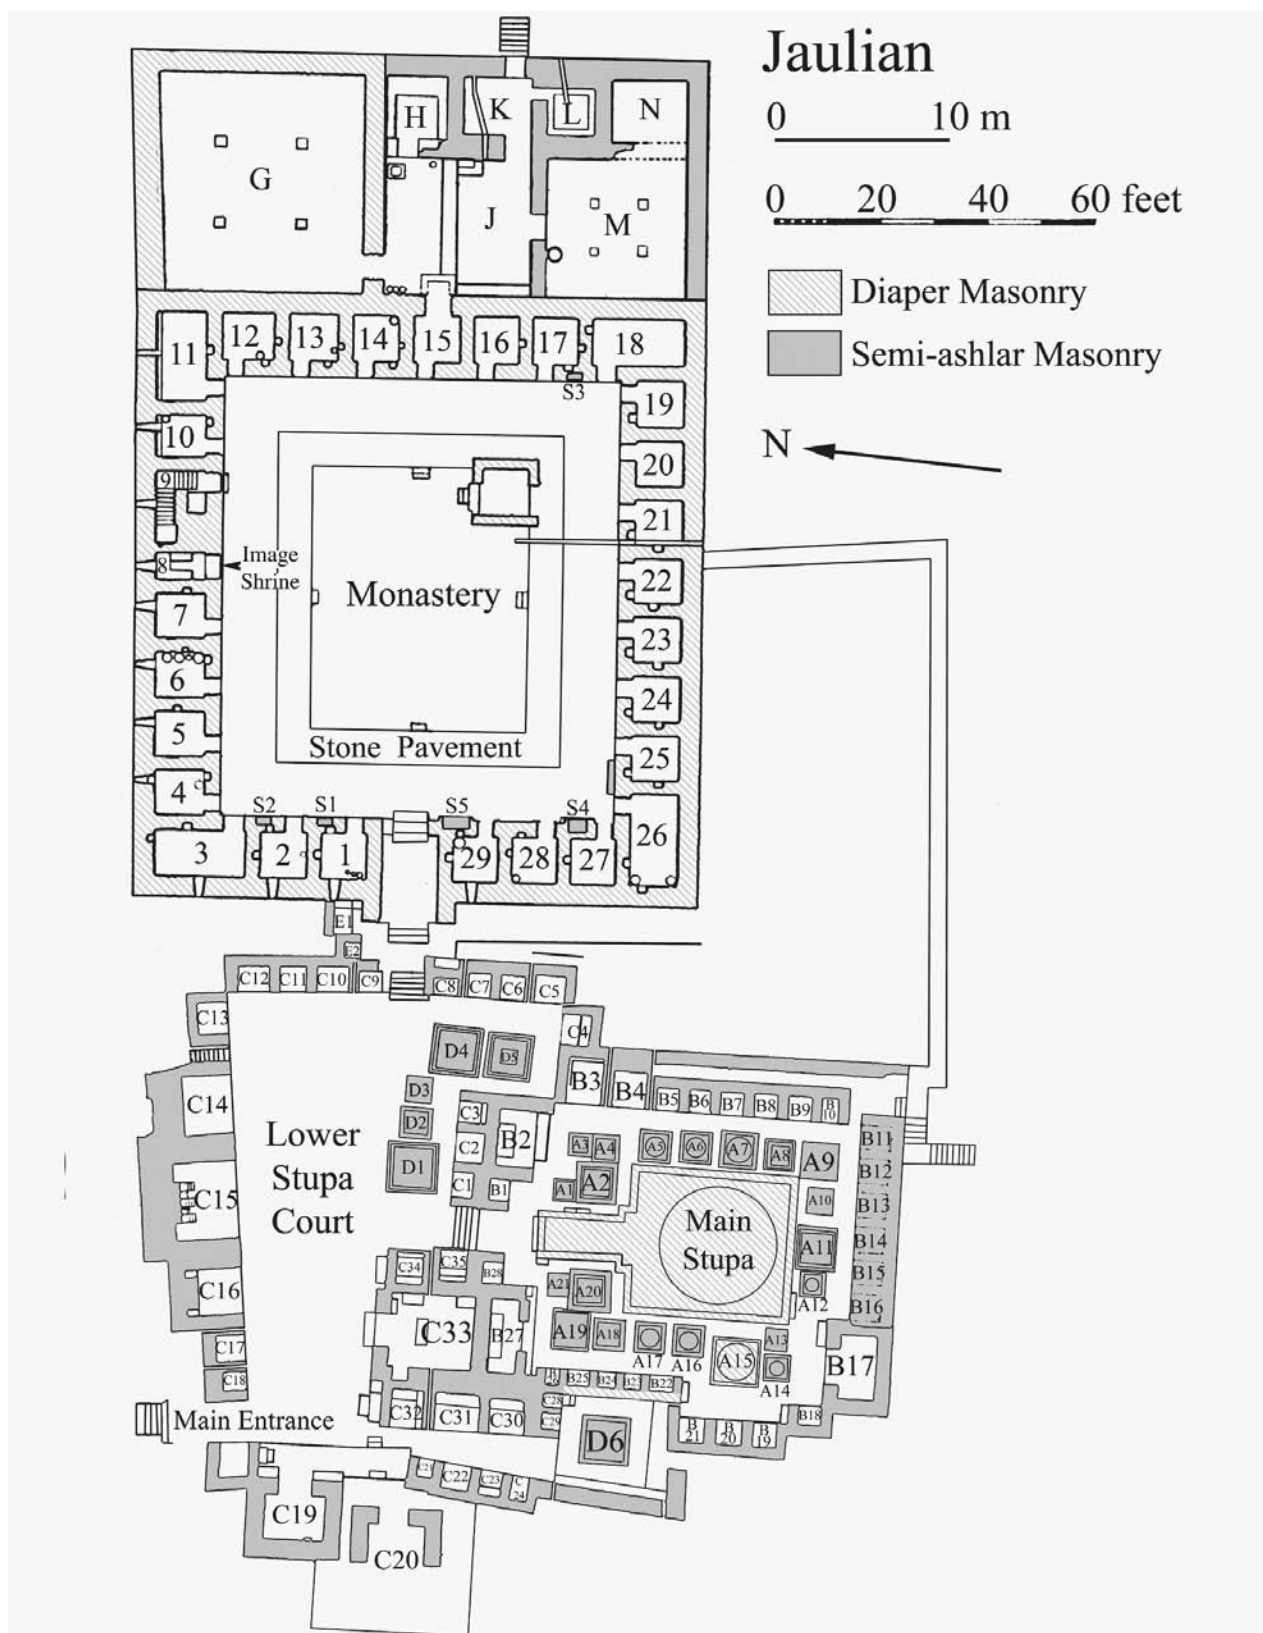 Jaulian
0 10 m
0 20 40 60 feet
Diaper Masonry
Semi-ashlar Masonry
N
H K L N
G J M
11 12 13 14 15 16 17 18
S3
10 19
9 20
21
8 Image
Shrine
22
7 Monastery 23
6 24
5 Stone Pavement 25
4 S2 S1 S5 S4
3 2 1 29 28 27 26
E1
E2
C12 C11 C10 C9 C8 C7 C6 C5
C13 C4
D4 D5
B3 B4
D3 B5 B6 B7 B8 B9 B
10
C14 D2 C3
Lower
Stupa
Court
C2 B2 A3 A4 A5 A6 A7 A8 A9 B11
D1 B12
C15 C1 B1 A1 A2 A10 B13
Main
Stupa
A11 B14
C34 C35 B28 B15
C16 A21 A20 A12 B16
C33 B27 A19 A18 A17 A16 A15 A13 B17
C17 A14
C18 B25 B24 B23 B22
C32 C31 C30 C28
C29
B18
Main Entrance
D6 B
21
B
20
B
19
C21 C22 C23 C
24
C19
C20